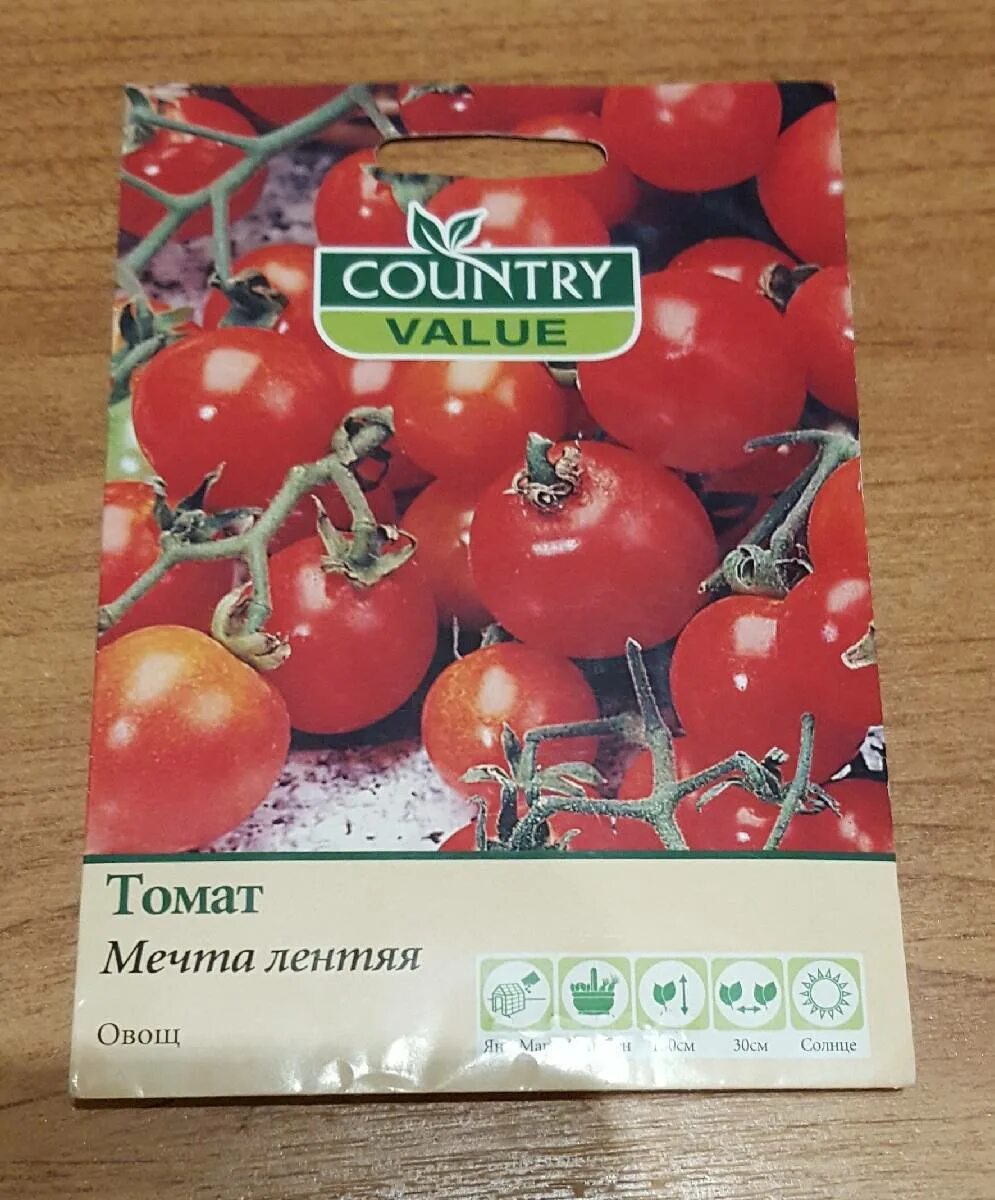 COUNTRY
VALUE
Томат
Мечта лентяя
Овощ
30см
Солнце